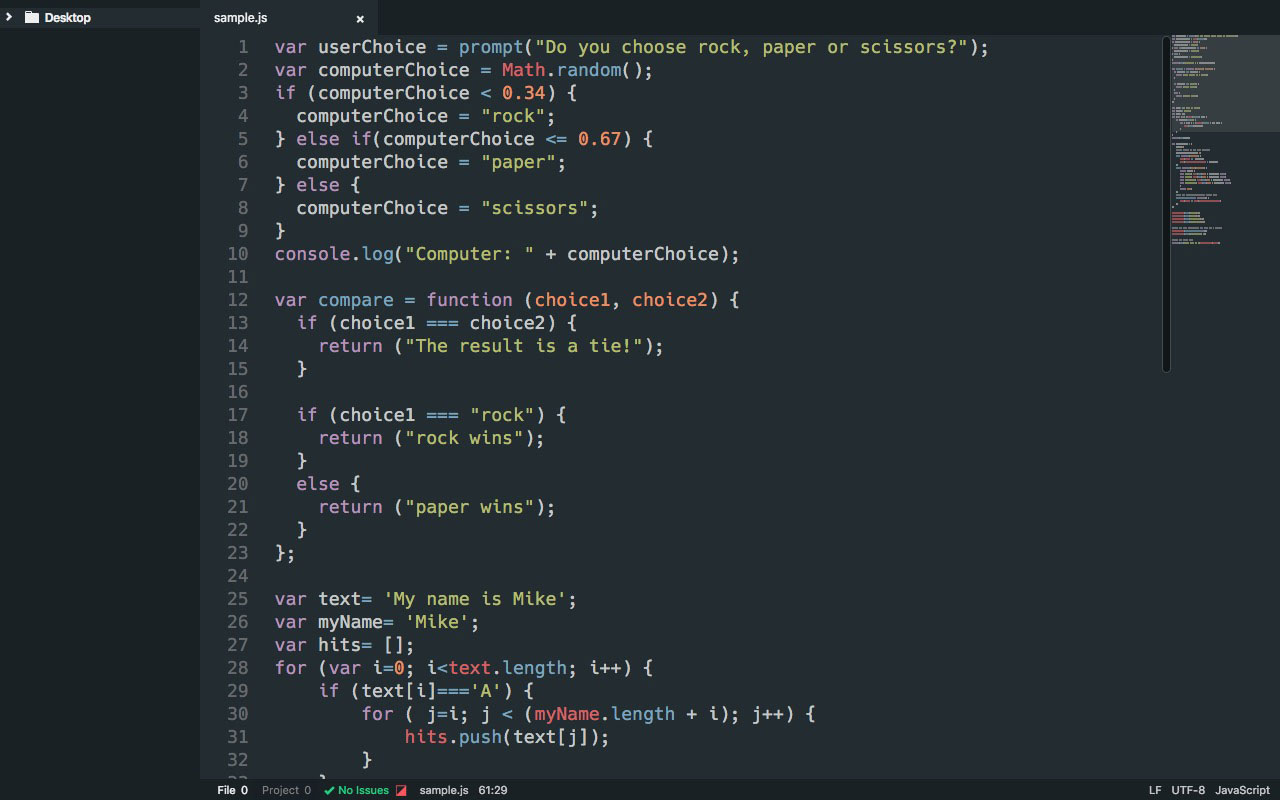 Desktop
sample.js ×
1 var userChoice = prompt("Do you choose rock, paper or scissors?");
2 var computerChoice = Math.random();
3 if (computerChoice < 0.34) {
4   computerChoice = "rock";
5 } else if(computerChoice <= 0.67) {
6   computerChoice = "paper";
7 } else {
8   computerChoice = "scissors";
9 }
10 console.log("Computer: " + computerChoice);
11
12 var compare = function (choice1, choice2) {
13   if (choice1 === choice2) {
14     return ("The result is a tie!");
15   }
16
17   if (choice1 === "rock") {
18     return ("rock wins");
19   }
20   else {
21     return ("paper wins");
22   }
23 };
24
25 var text= 'My name is Mike';
26 var myName= 'Mike';
27 var hits= [];
28 for (var i=0; i<text.length; i++) {
29     if (text[i]==='A') {
30         for ( j=i; j < (myName.length + i); j++) {
31             hits.push(text[j]);
32         }
File 0 Project 0 No Issues sample.js 61:29 LF UTF-8 JavaScript